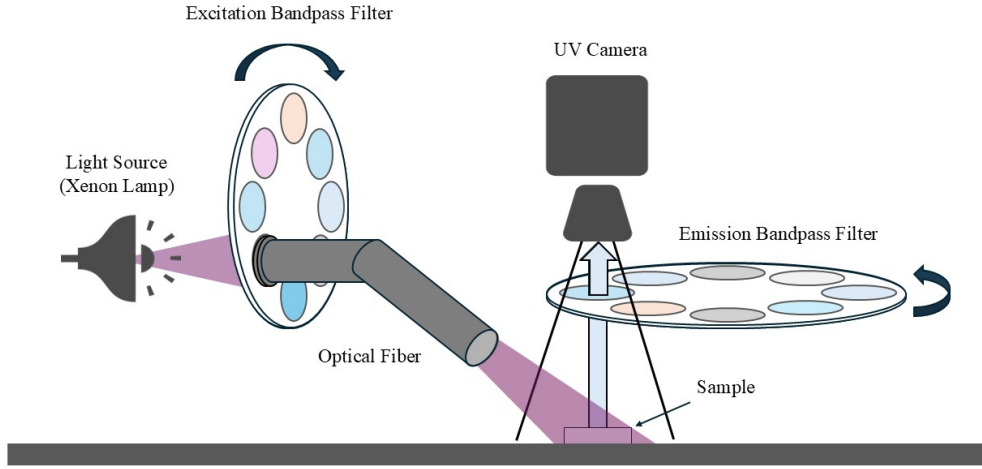 Excitation Bandpass Filter
UV Camera
Light Source
(Xenon Lamp)
Emission Bandpass Filter
Optical Fiber
Sample